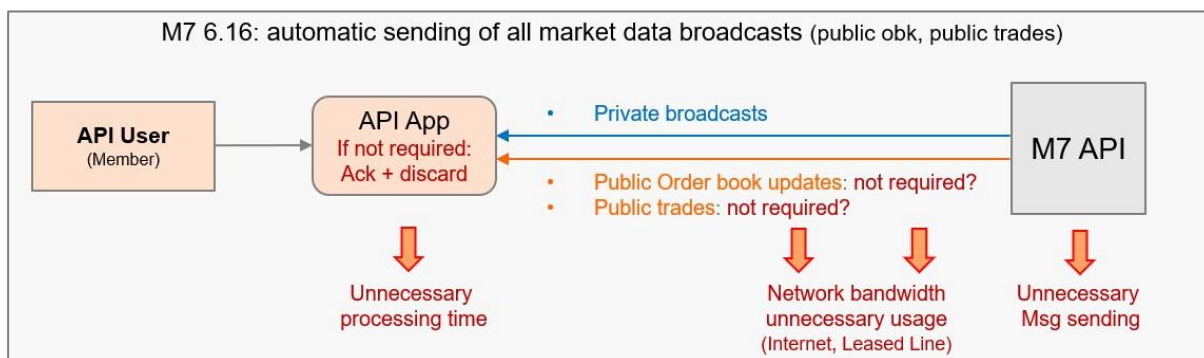 M7 6.16: automatic sending of all market data broadcasts (public obk, public trades)
API User
(Member)
API App
If not required:
Ack + discard
• Private broadcasts
M7 API
• Public Order book updates: not required?
• Public trades: not required?
Unnecessary
processing time
Network bandwidth
unnecessary usage
(Internet, Leased Line)
Unnecessary
Msg sending